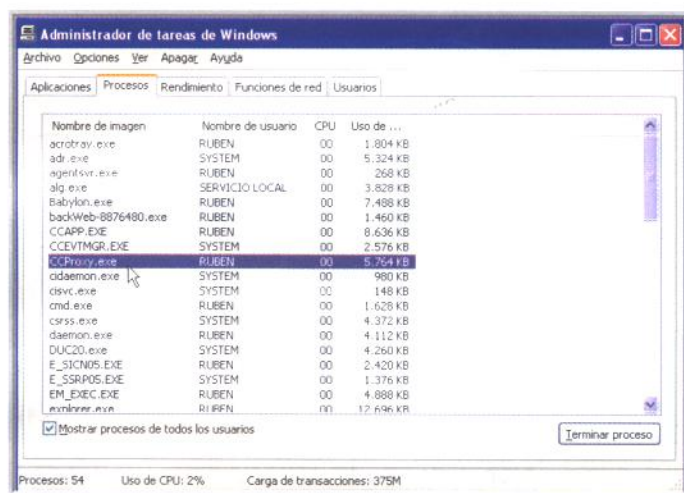 Administrador de tareas de Windows
Archivo Opciones Ver Apagar Ayuda
Aplicaciones Procesos Rendimiento Funciones de red Usuarios
Nombre de imagen Nombre de usuario CPU Uso de ...
acrotray.exe RUBEN 00 1.804 KB
adr.exe SYSTEM 00 5.324 KB
agentsvr.exe RUBEN 00 268 KB
alg.exe SERVICIO LOCAL 00 3.828 KB
Babylon.exe RUBEN 00 7.488 KB
backWeb-8876480.exe RUBEN 00 1.460 KB
CCAPP.EXE RUBEN 00 8.636 KB
CCEVTMGR.EXE SYSTEM 00 2.576 KB
CCProxy.exe RUBEN 00 5.764 KB
cidaemon.exe SYSTEM 00 980 KB
cisvc.exe SYSTEM 00 148 KB
cmd.exe RUBEN 00 1.628 KB
csrss.exe SYSTEM 00 4.372 KB
daemon.exe RUBEN 00 4.112 KB
DUC20.exe SYSTEM 00 4.260 KB
E_SICN05.EXE RUBEN 00 2.420 KB
E_SSRP05.EXE SYSTEM 00 1.376 KB
EM_EXEC.EXE RUBEN 00 4.888 KB
explorer.exe RUBEN 00 12.696 KB
Mostrar procesos de todos los usuarios
Terminar proceso
Procesos: 54 Uso de CPU: 2% Carga de transacciones: 375M